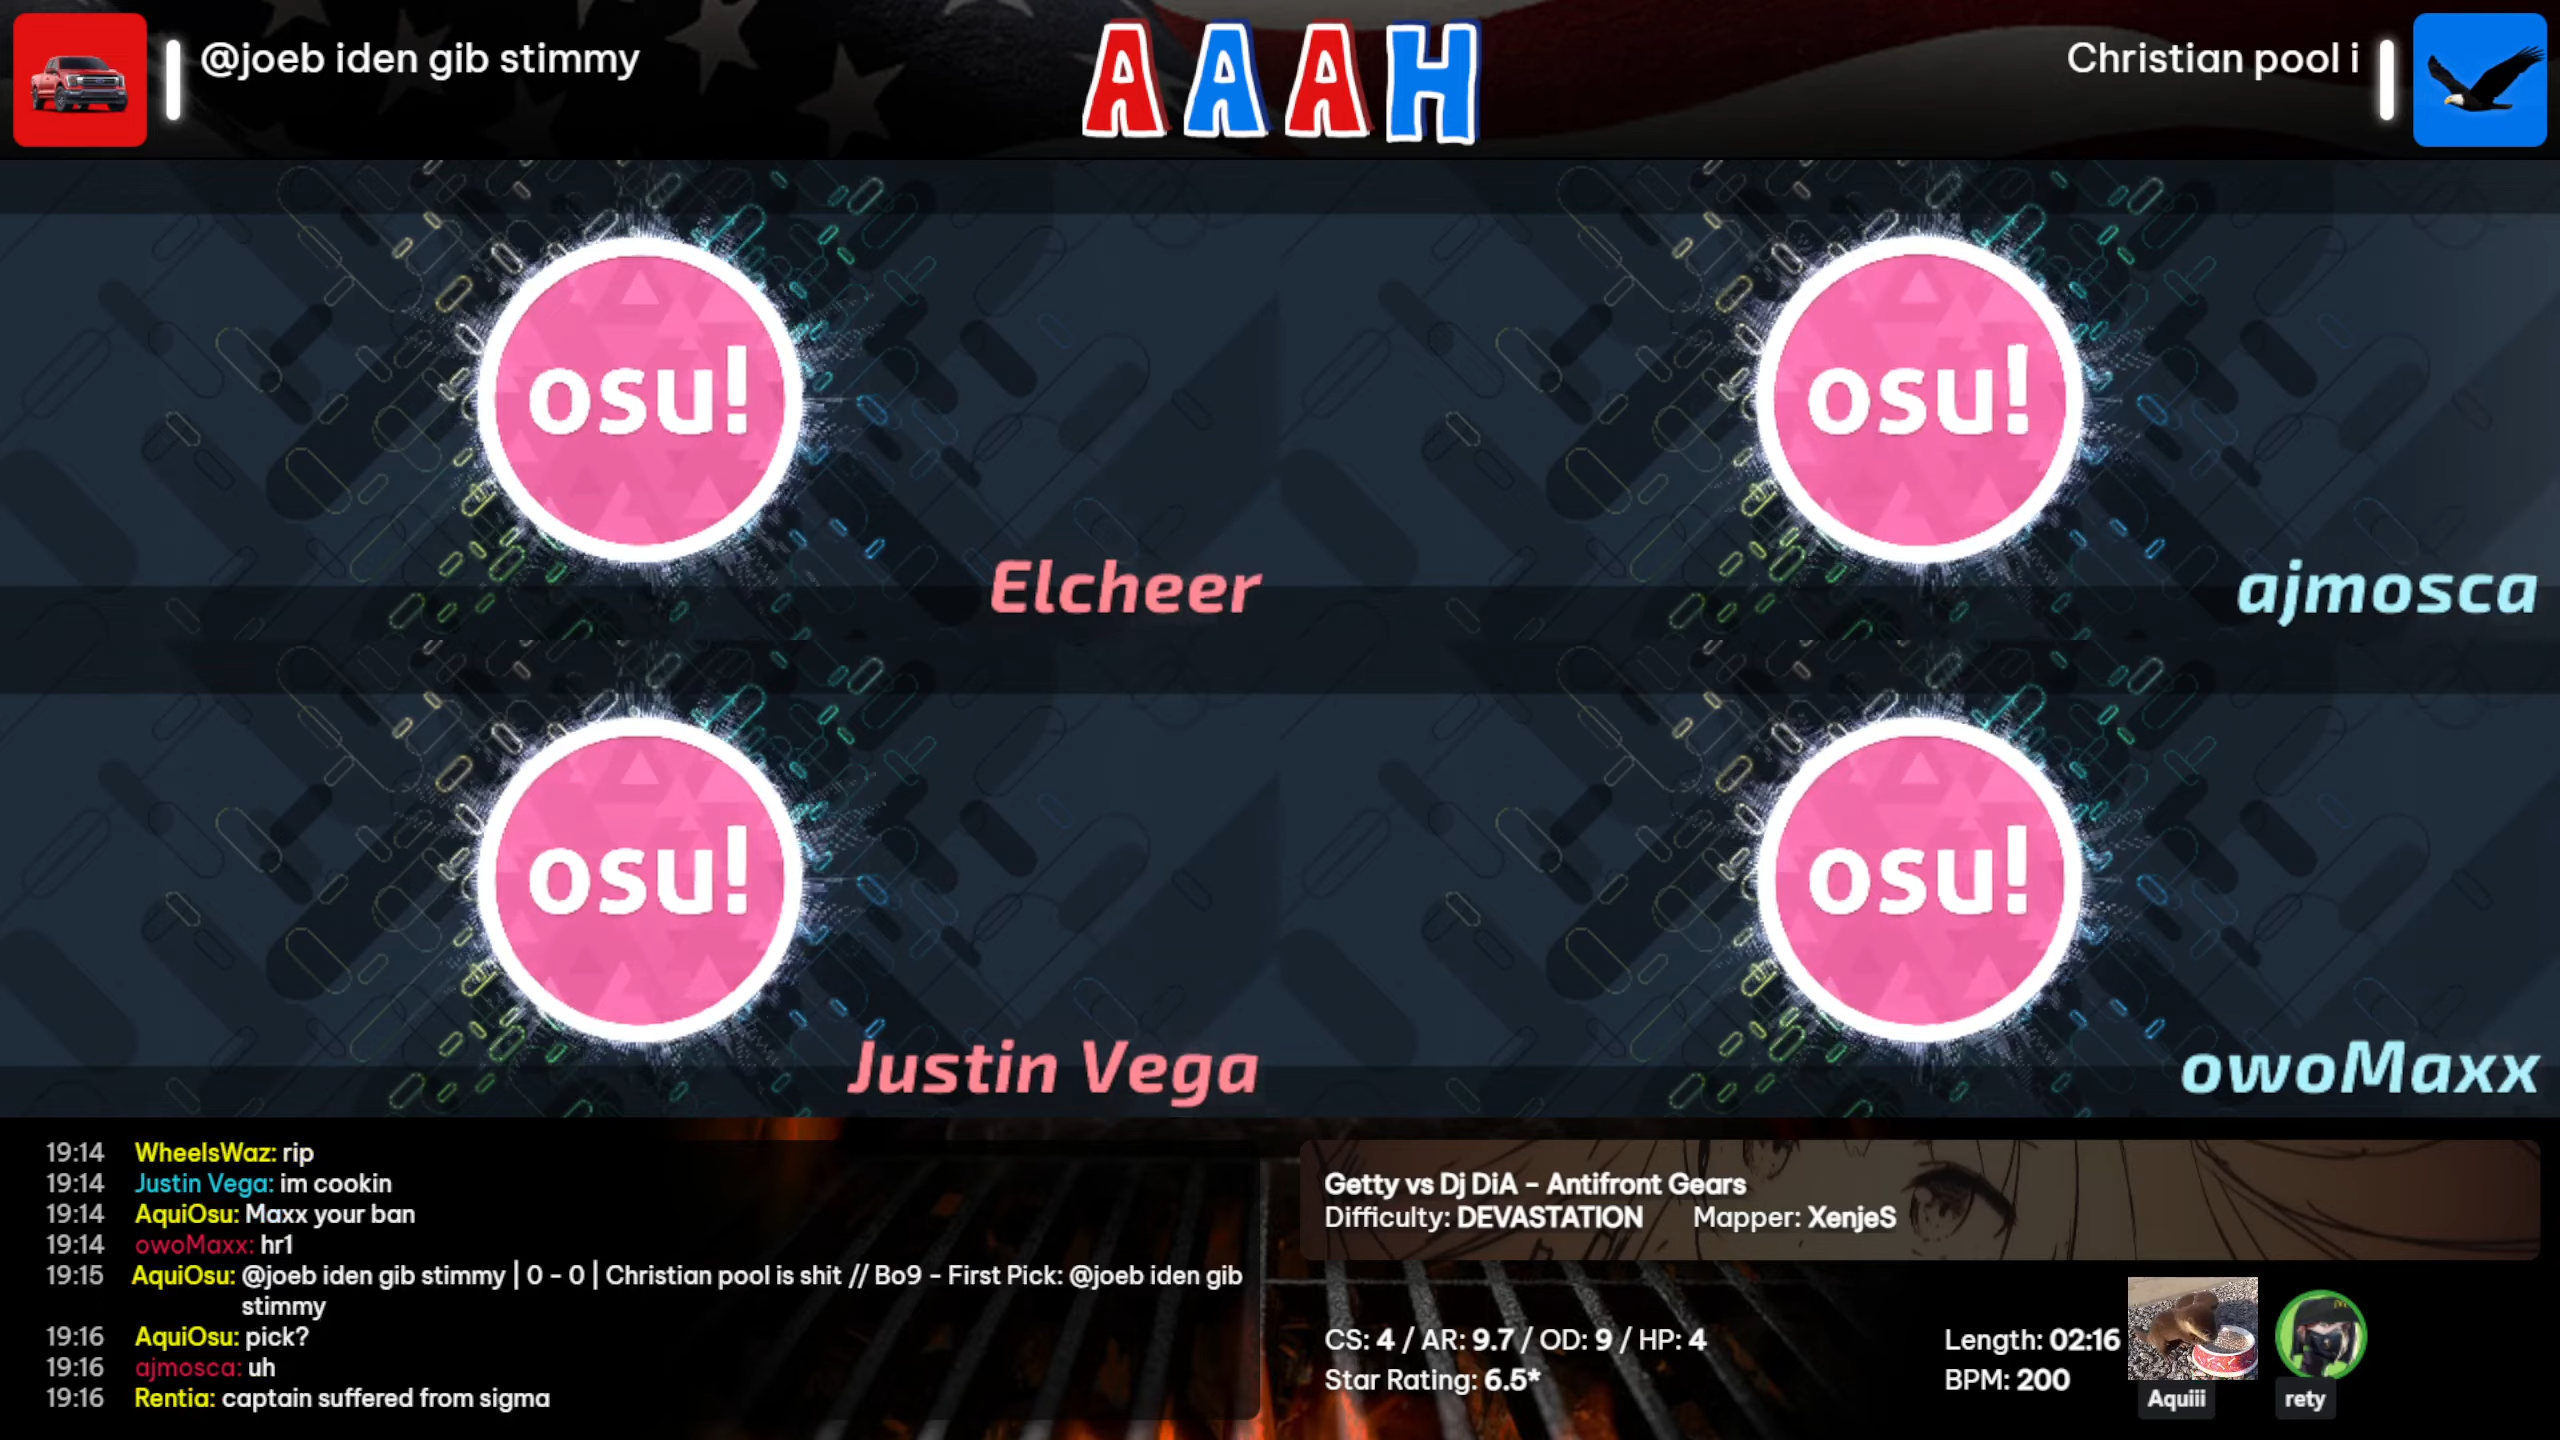 @joeb iden gib stimmy
AAAH
Christian pool i
osu!
osu!
Elcheer
ajmosca
osu!
osu!
Justin Vega
owoMaxx
19:14 WheelsWaz: rip
19:14 Justin Vega: im cookin
19:14 AquiOsu: Maxx your ban
19:14 owoMaxx: hr1
19:15 AquiOsu: @joeb iden gib stimmy | 0 - 0 | Christian pool is shit // Bo9 - First Pick: @joeb iden gib
stimmy
19:16 AquiOsu: pick?
19:16 ajmosca: uh
19:16 Rentia: captain suffered from sigma
Getty vs Dj DiA - Antifront Gears
Difficulty: DEVASTATION Mapper: XenjeS
CS: 4 / AR: 9.7 / OD: 9 / HP: 4
Star Rating: 6.5*
Length: 02:16
BPM: 200
Aquiii
rety